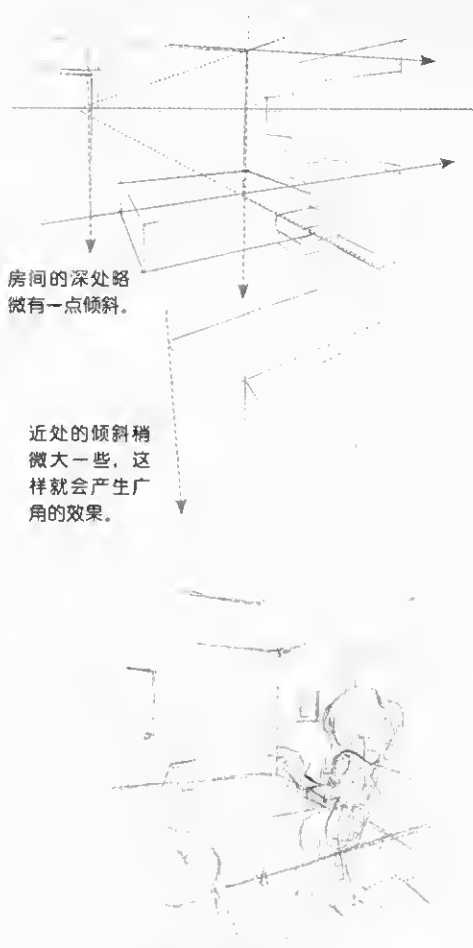 房间的深处略
微有一点倾斜。
近处的倾斜稍
微大一些，这
样就会产生广
角的效果。